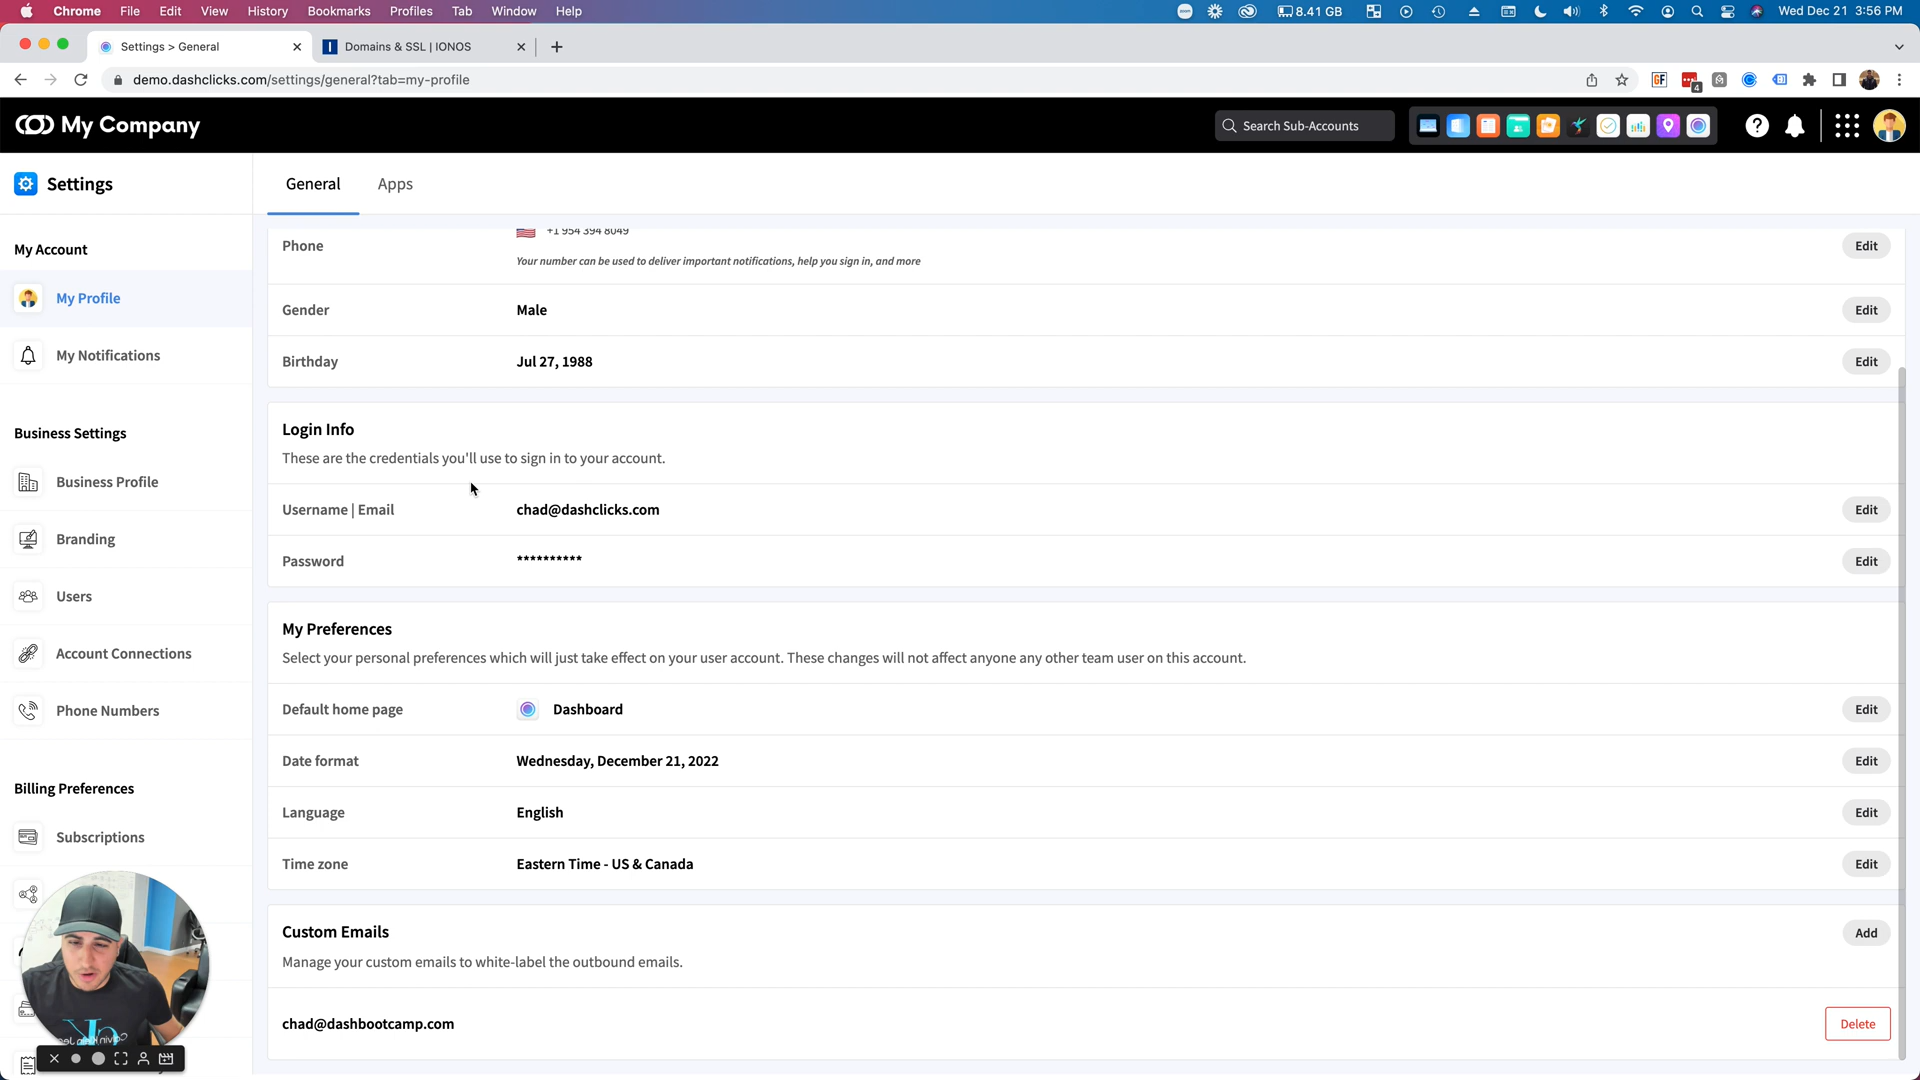 Chrome File Edit View History Bookmarks Profiles Tab Window Help 8.41 GB Wed Dec 21 3:56 PM
Settings > General Domains & SSL | IONOS
demo.dashclicks.com/settings/general?tab=my-profile GF 4
My Company Search Sub-Accounts
Settings General Apps
My Account
My Profile
My Notifications
Business Settings
Business Profile
Branding
Users
Account Connections
Phone Numbers
Billing Preferences
Subscriptions
+1 954 394 8049
Phone Edit
Your number can be used to deliver important notifications, help you sign in, and more
Gender Male Edit
Birthday Jul 27, 1988 Edit
Login Info
These are the credentials you'll use to sign in to your account.
Username | Email chad@dashclicks.com Edit
Password ********** Edit
My Preferences
Select your personal preferences which will just take effect on your user account. These changes will not affect anyone any other team user on this account.
Default home page Dashboard Edit
Date format Wednesday, December 21, 2022 Edit
Language English Edit
Time zone Eastern Time - US & Canada Edit
Custom Emails Add
Manage your custom emails to white-label the outbound emails.
chad@dashbootcamp.com Delete